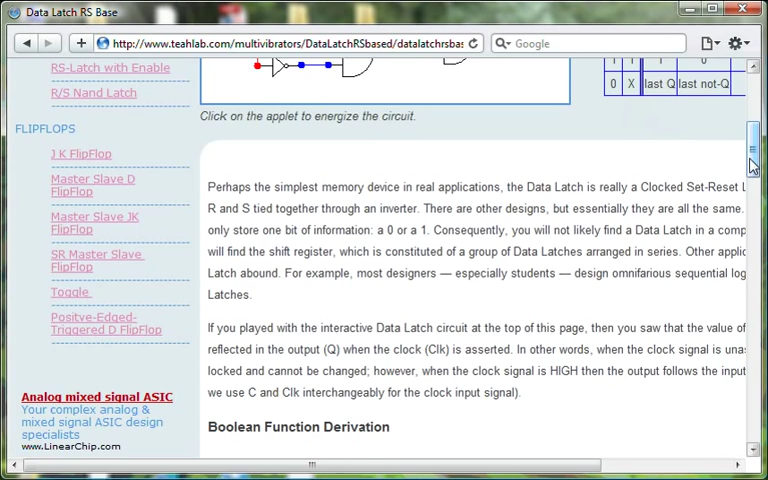 Data Latch RS Base
http://www.teahlab.com/multivibrators/DataLatchRSbased/datalatchrsbas
Google
RS-Latch with Enable
R/S Nand Latch
FLIPFLOPS
J K FlipFlop
Master Slave D
FlipFlop
Master Slave JK
FlipFlop
SR Master Slave
FlipFlop
Toggle
Positve-Edged-
Triggered D FlipFlop
Analog mixed signal ASIC
Your complex analog &
mixed signal ASIC design
specialists
www.LinearChip.com
1 1 1 0
0 X last Q last not-Q
Click on the applet to energize the circuit.
Perhaps the simplest memory device in real applications, the Data Latch is really a Clocked Set-Reset L
R and S tied together through an inverter. There are other designs, but essentially they are all the same.
only store one bit of information: a 0 or a 1. Consequently, you will not likely find a Data Latch in a comp
will find the shift register, which is constituted of a group of Data Latches arranged in series. Other applic
Latch abound. For example, most designers — especially students — design omnifarious sequential log
Latches.
If you played with the interactive Data Latch circuit at the top of this page, then you saw that the value of
reflected in the output (Q) when the clock (Clk) is asserted. In other words, when the clock signal is unas
locked and cannot be changed; however, when the clock signal is HIGH then the output follows the input
we use C and Clk interchangeably for the clock input signal).
Boolean Function Derivation